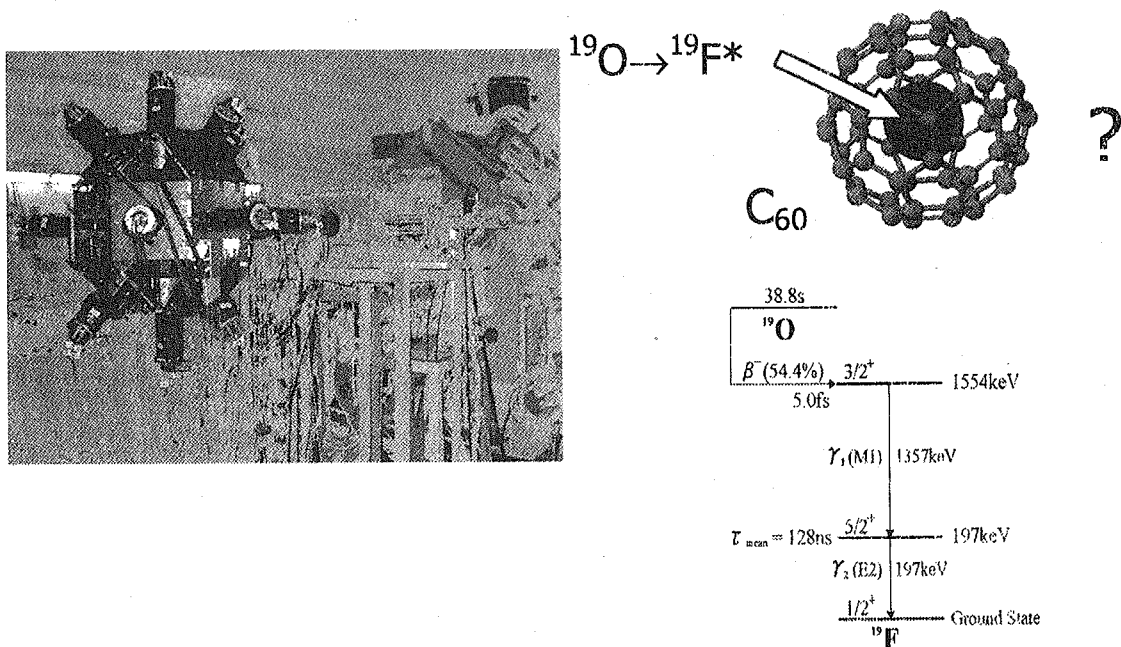 ¹⁹O→¹⁹F*
?
C₆₀
38.8s
¹⁹O
β⁻(54.4%) 3/2⁺
1554keV
5.0fs
γ₁(M1) 1357keV
τ mean = 128ns 5/2⁺ 197keV
γ₂(E2) 197keV
1/2⁺ Ground State
¹⁹F